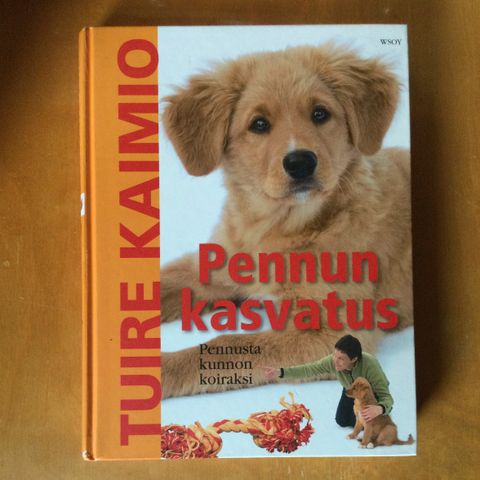 TUIRE KAIMIO
WSOY
Pennun
kasvatus
Pennusta
kunnon
koiraksi